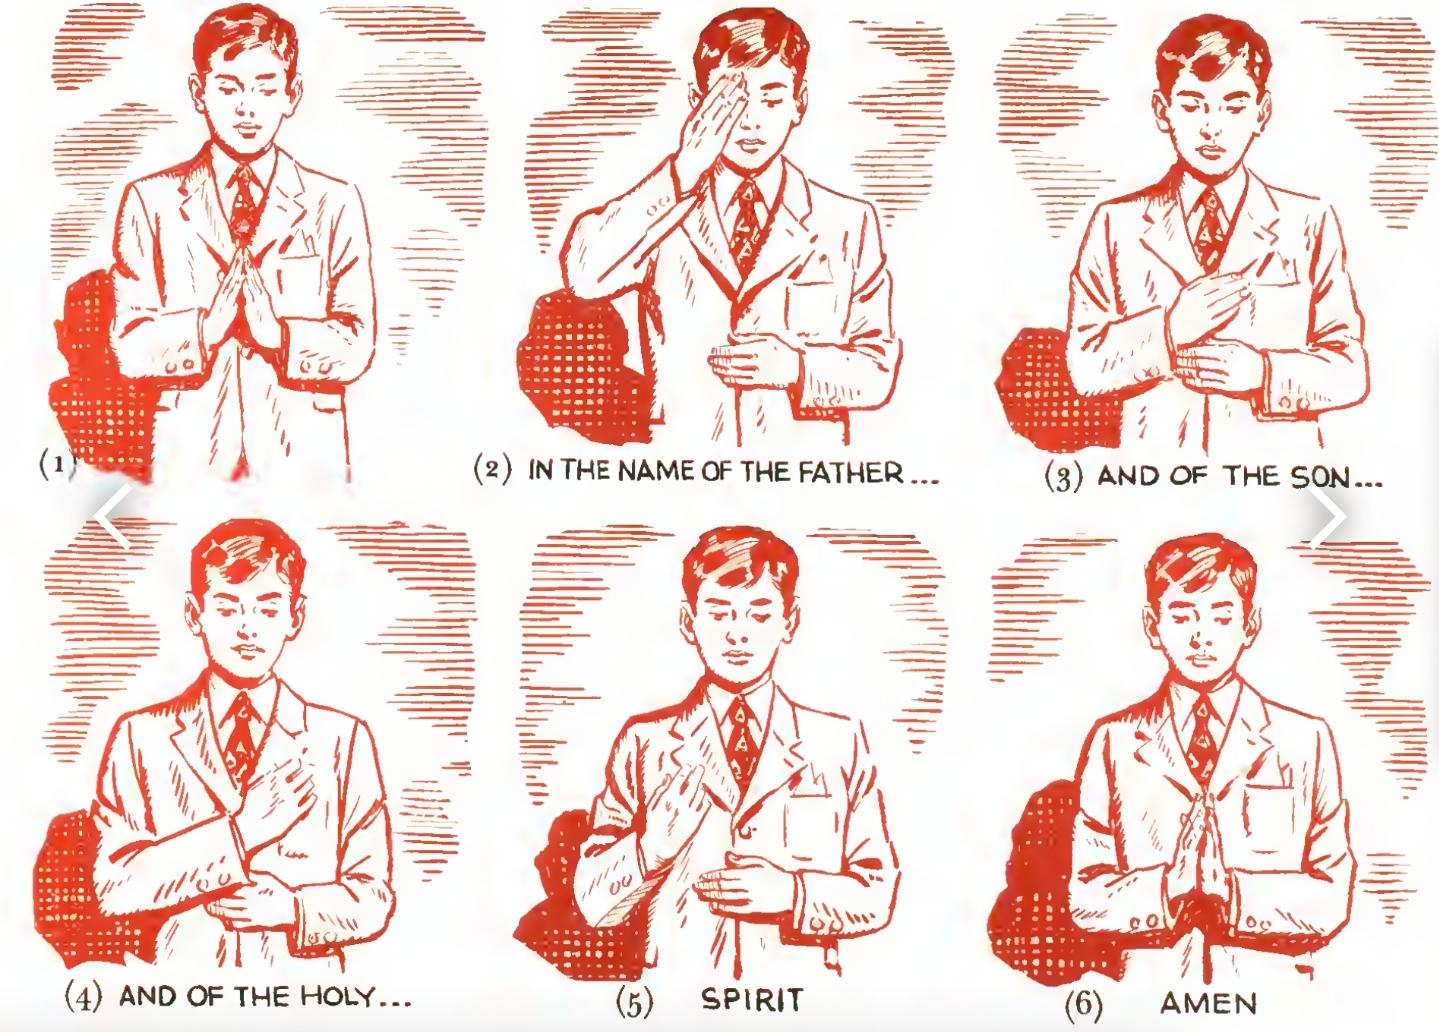 (1)
(2) IN THE NAME OF THE FATHER...
(3) AND OF THE SON...
(4) AND OF THE HOLY...
(5) SPIRIT
(6) AMEN